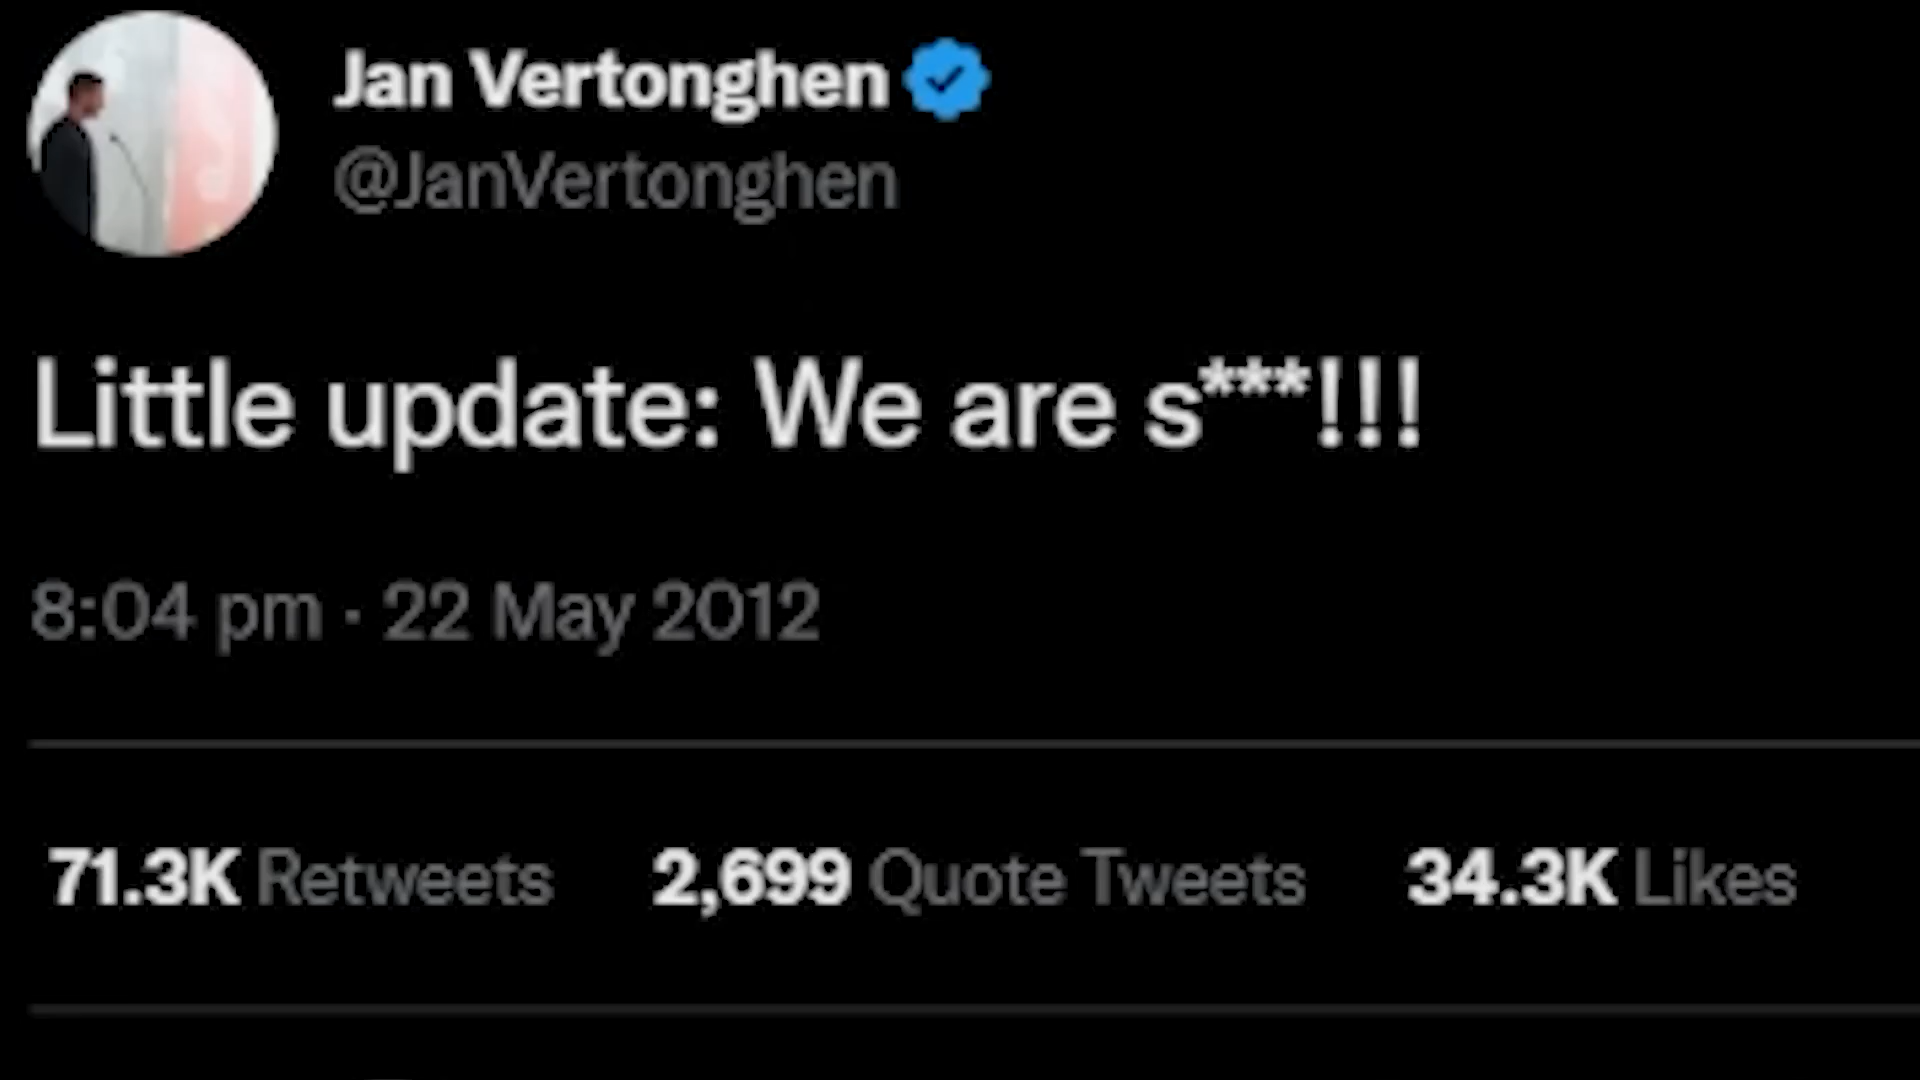 Jan Vertonghen
@JanVertonghen
Little update: We are s***!!!
8:04 pm · 22 May 2012
71.3K Retweets 2,699 Quote Tweets 34.3K Likes